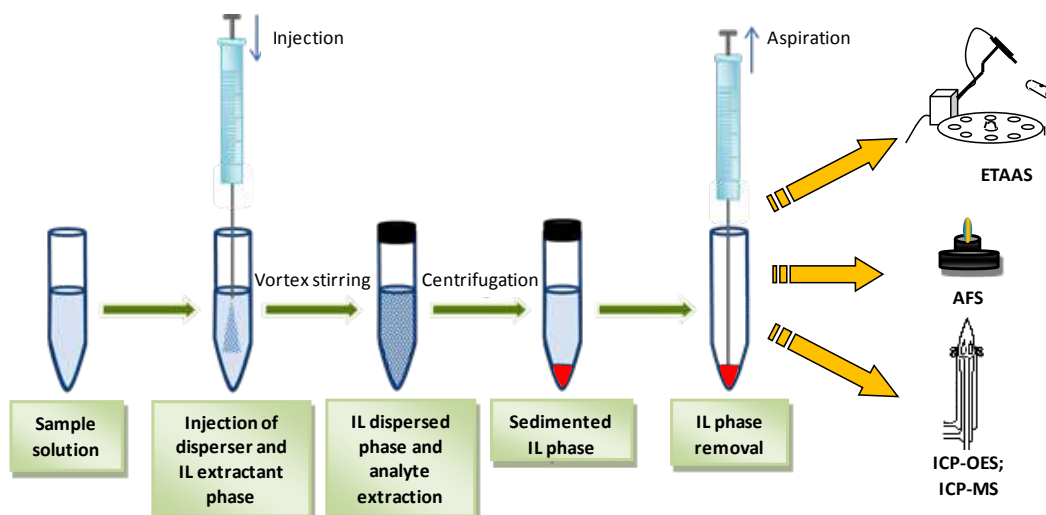 Injection
Aspiration
ETAAS
Vortex stirring
Centrifugation
AFS
Sample
solution
Injection of
disperser and
IL extractant
phase
IL dispersed
phase and
analyte
extraction
Sedimented
IL phase
IL phase
removal
ICP-OES;
ICP-MS